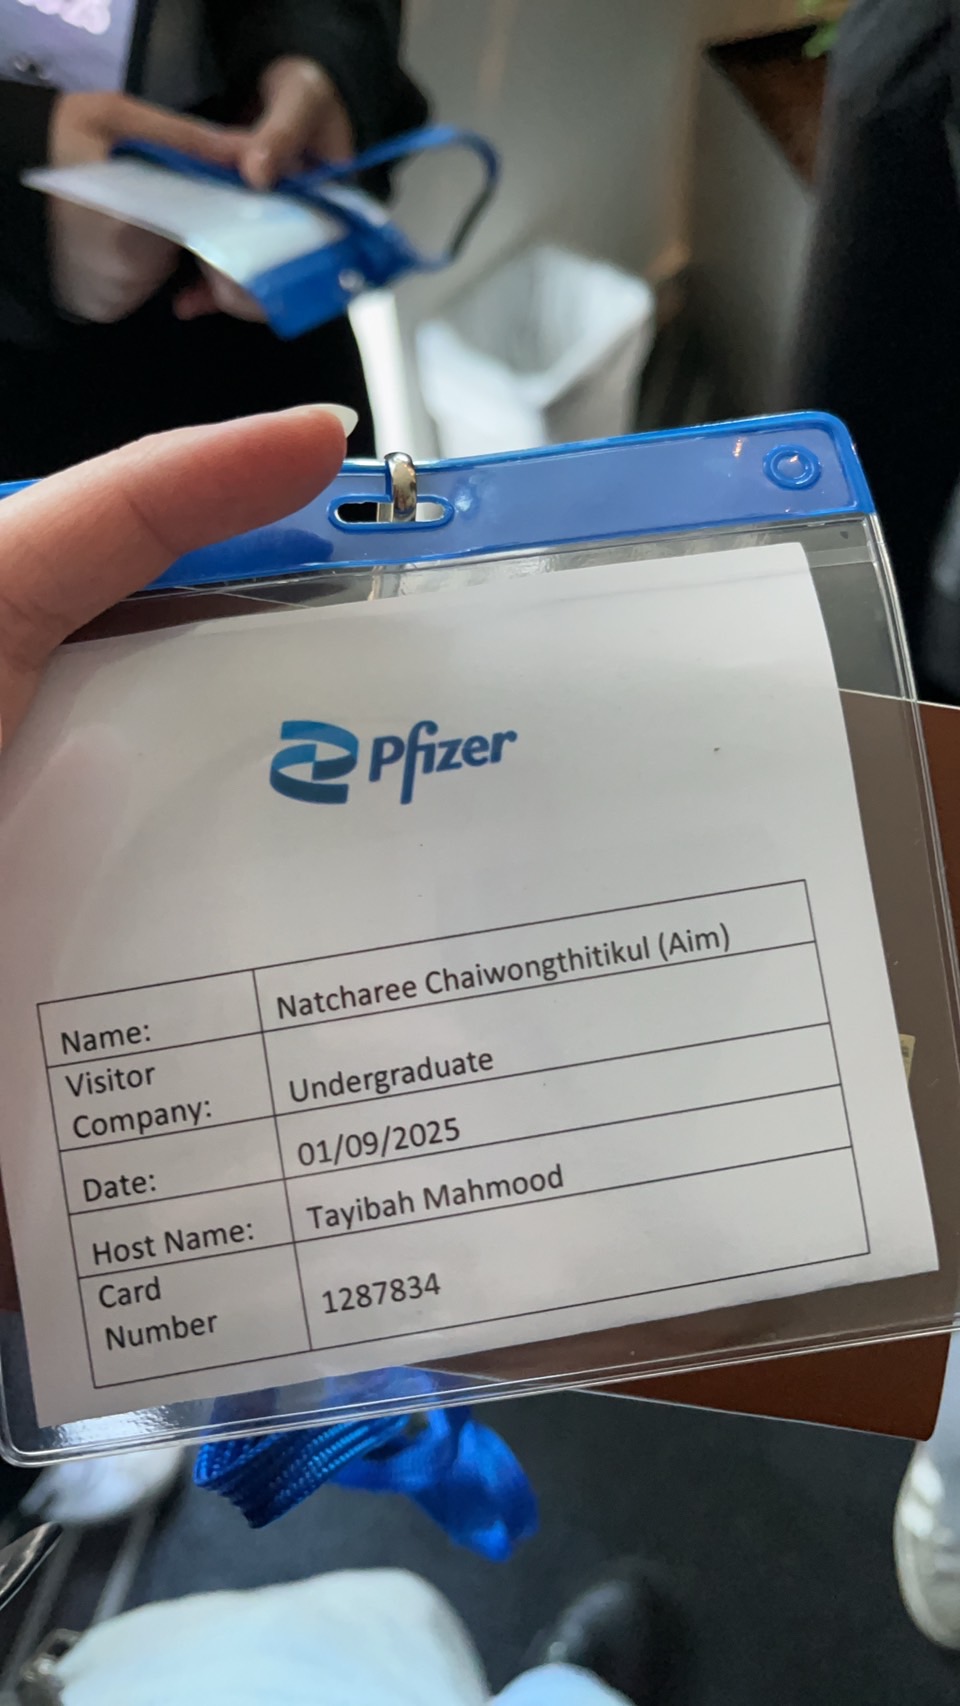 Pfizer
Name: Natcharee Chaiwongthitikul (Aim)
Visitor
Company: Undergraduate
Date: 01/09/2025
Host Name: Tayibah Mahmood
Card
Number 1287834